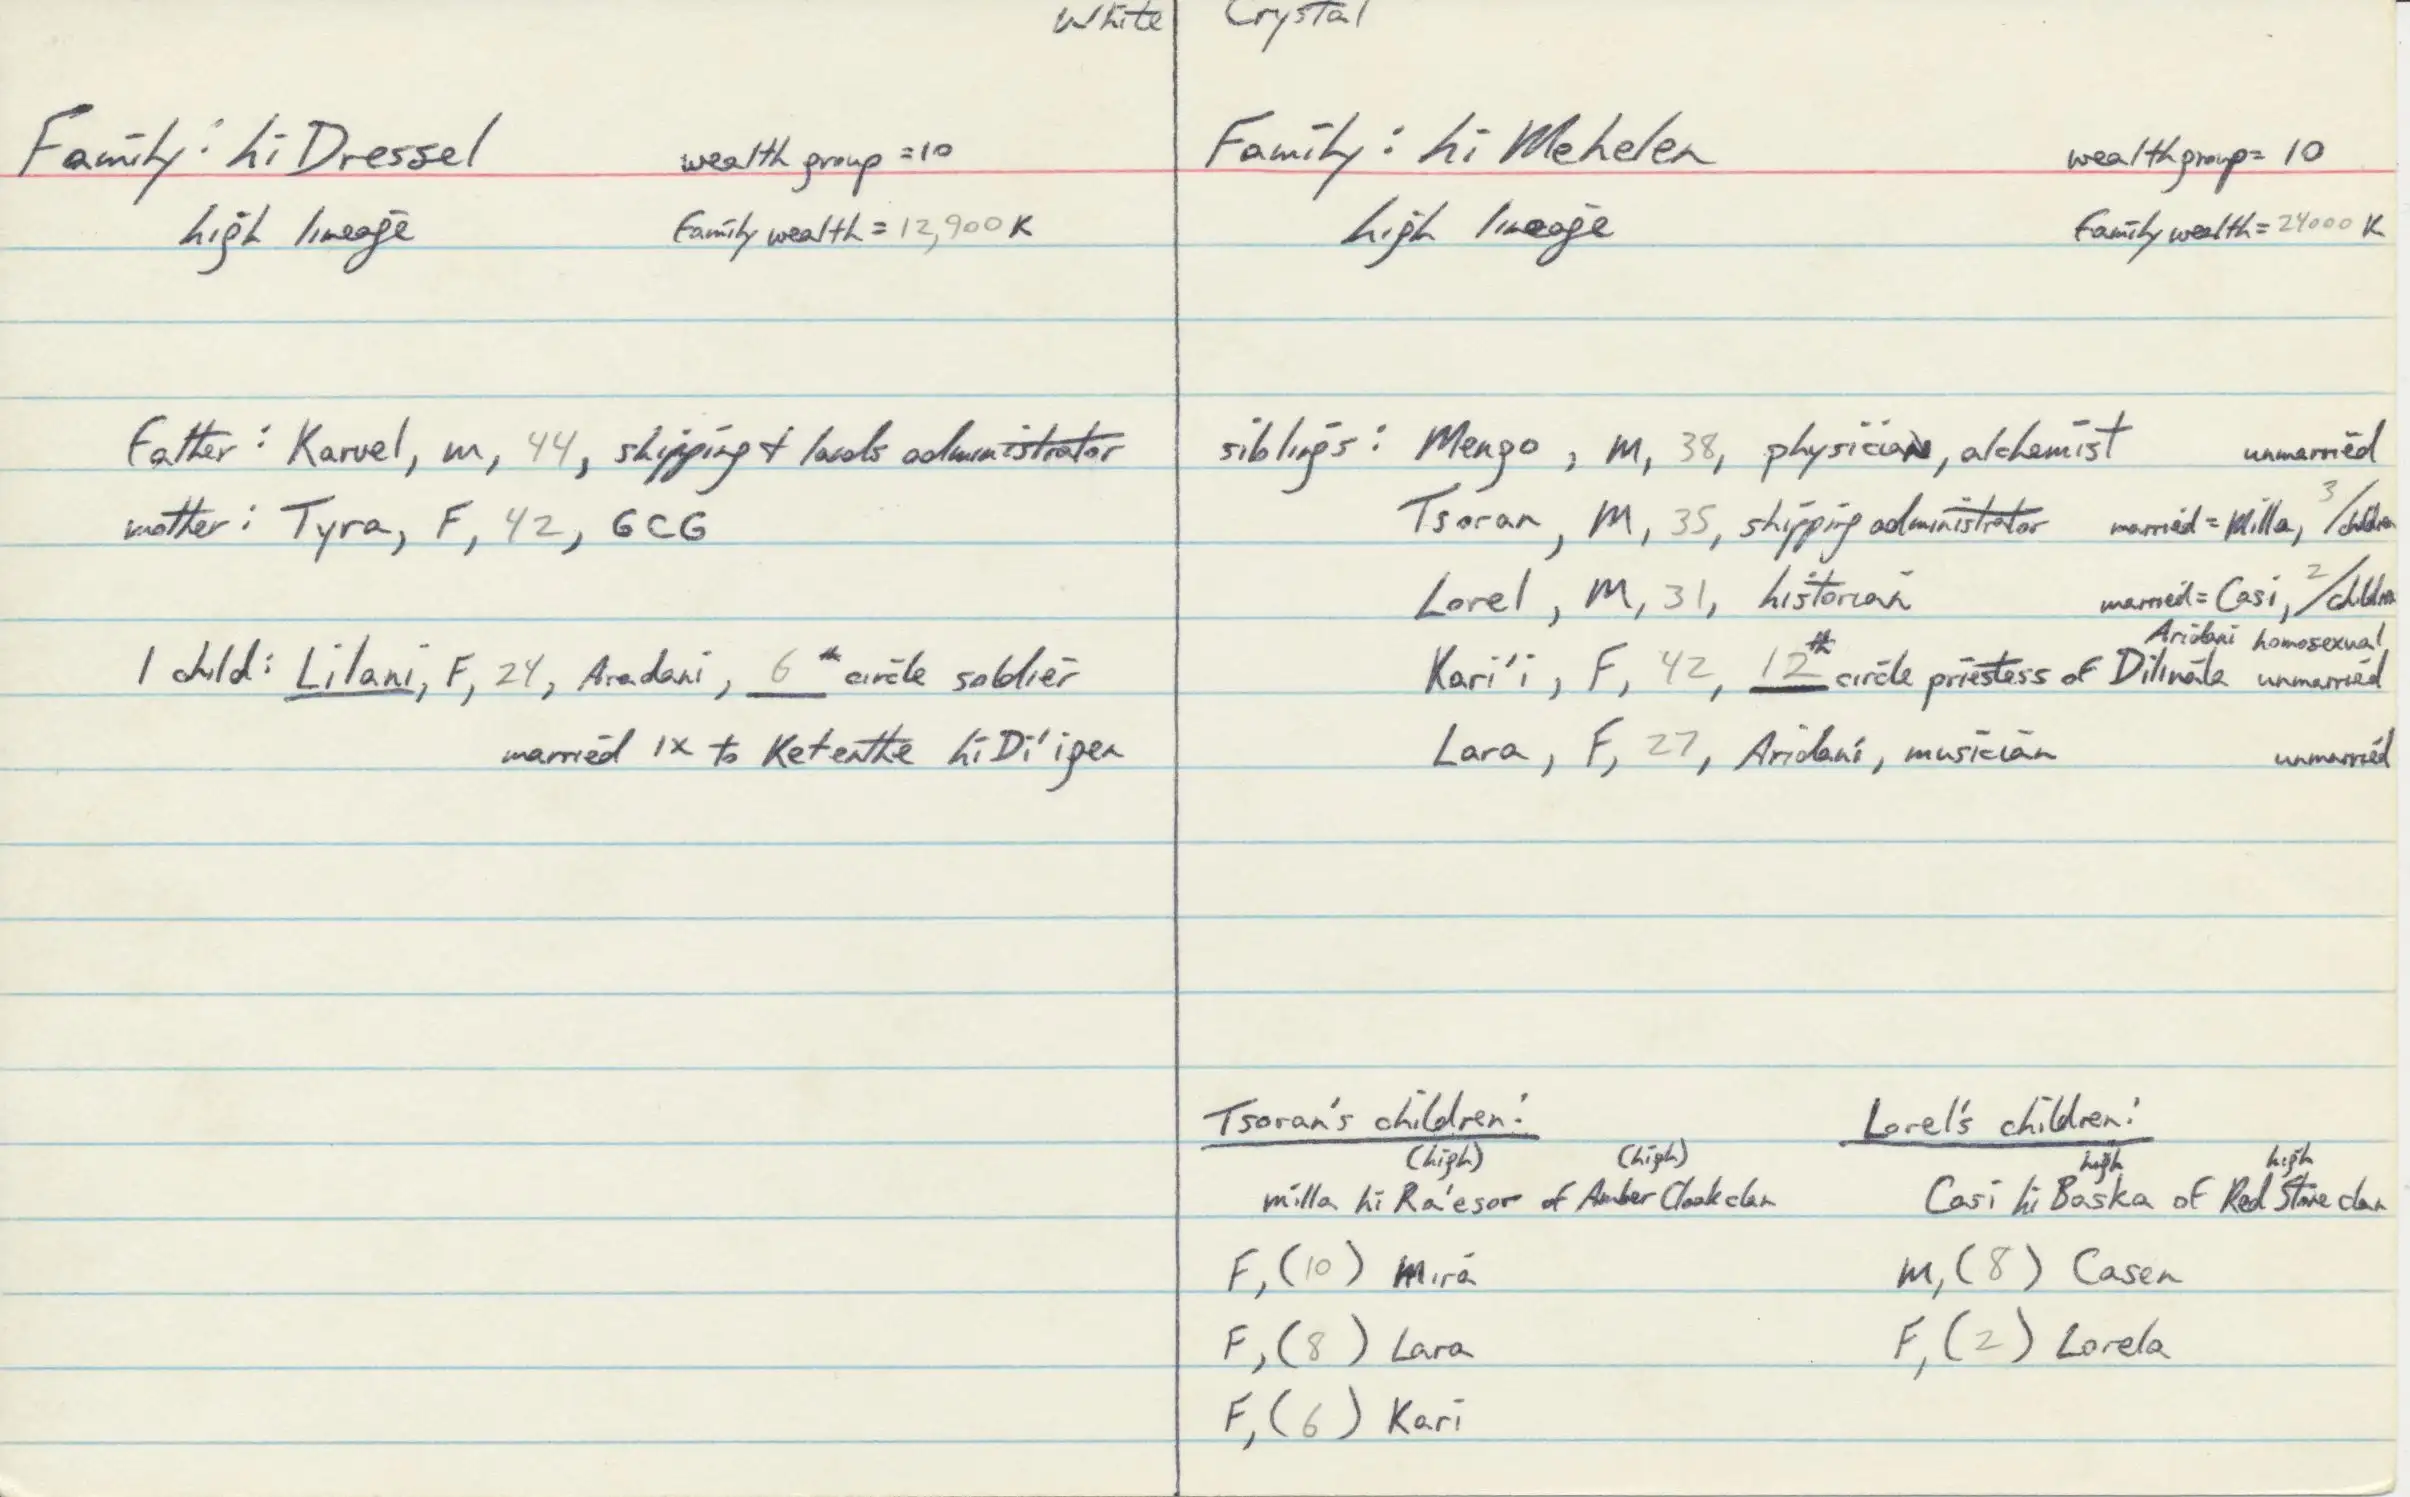 White Crystal
Family: hi Dressel
wealth group = 10
high lineage
Family wealth = 12,900 K
Father: Karvel, m, 44, shipping + lands administrator
mother: Tyra, F, 42, GCG
1 child: Lilani, F, 24, Aradani, 6th circle soldier
married 1x to Ketenthe hi Di'igen
Family: hi Mehelen
wealth group = 10
high lineage
Family wealth = 24000 K
siblings: Mengo, M, 38, physician, alchemist unmarried
Tsoran, M, 35, shipping administrator married = Milla, 3/children
Lorel, M, 31, historian married = Casi, 2/children
Aridani homosexual,
Kari'i, F, 42, 12th circle priestess of Dilinála unmarried
Lara, F, 27, Aridani, musician unmarried
Tsoran's children:
(high) (high)
milla hi Ra'esor of Amber Cloak clan
F, (10) Mira
F, (8) Lara
F, (6) Kari
Lorel's children:
high high
Casi hi Baska of Red Stone clan
m, (8) Casen
F, (2) Lorela